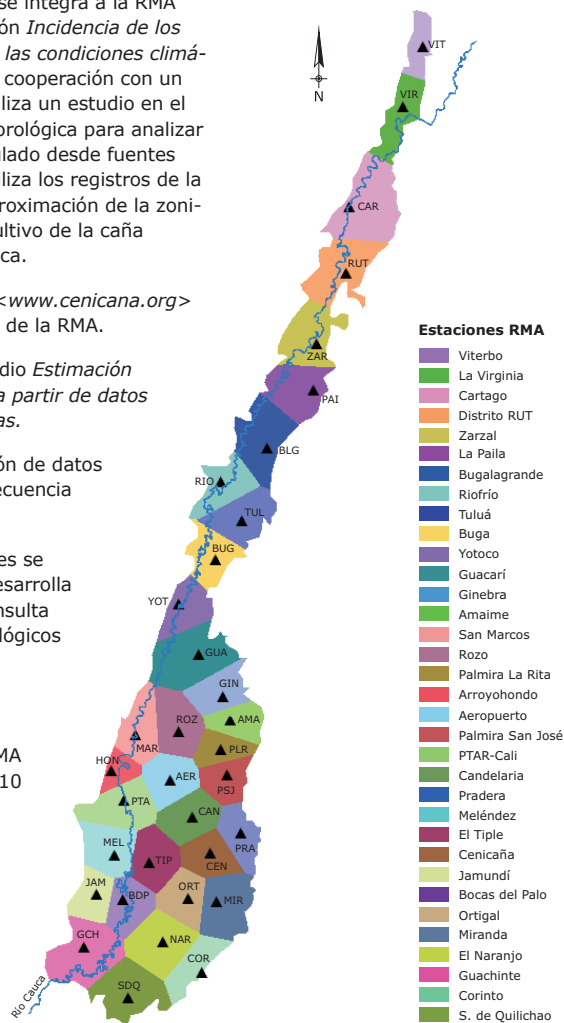 se integra a la RMA
ón Incidencia de los
las condiciones climá-
cooperación con un
liza un estudio en el
orológica para analizar
ulado desde fuentes
iliza los registros de la
roximación de la zoni-
ultivo de la caña
ca.
<www.cenicana.org>
de la RMA.
dio Estimación
a partir de datos
as.
ón de datos
ecuencia
es se
esarrolla
nsulta
lógicos
MA
10
N
VIT
VIR
CAR
RUT
ZAR
PAI
BLG
RIO
TUL
BUG
YOT
GUA
GIN
ROZ
AMA
MAR
PLR
HON
AER
PSJ
PTA
CAN
PRA
MEL
TIP
CEN
JAM
BDP
ORT
MIR
GCH
NAR
COR
SDQ
Río Cauca
Estaciones RMA
Viterbo
La Virginia
Cartago
Distrito RUT
Zarzal
La Paila
Bugalagrande
Riofrío
Tuluá
Buga
Yotoco
Guacarí
Ginebra
Amaime
San Marcos
Rozo
Palmira La Rita
Arroyohondo
Aeropuerto
Palmira San José
PTAR-Cali
Candelaria
Pradera
Meléndez
El Tiple
Cenicaña
Jamundí
Bocas del Palo
Ortigal
Miranda
El Naranjo
Guachinte
Corinto
S. de Quilichao